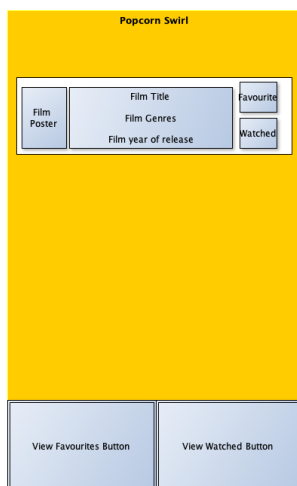 Popcorn Swirl
Film
Poster
Film Title
Film Genres
Film year of release
Favourite
Watched
View Favourites Button
View Watched Button